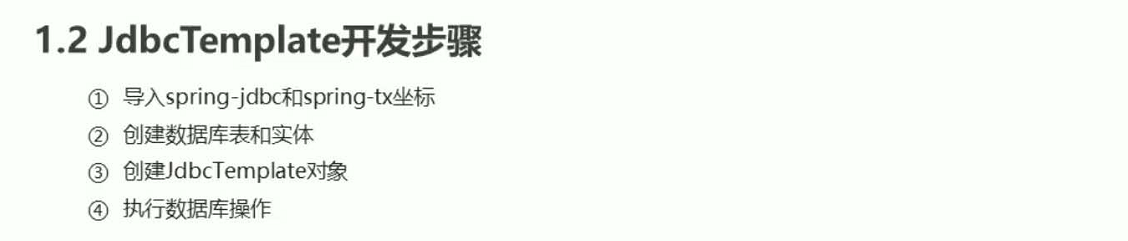 1.2 JdbcTemplate开发步骤
① 导入spring-jdbc和spring-tx坐标
② 创建数据库表和实体
③ 创建JdbcTemplate对象
④ 执行数据库操作